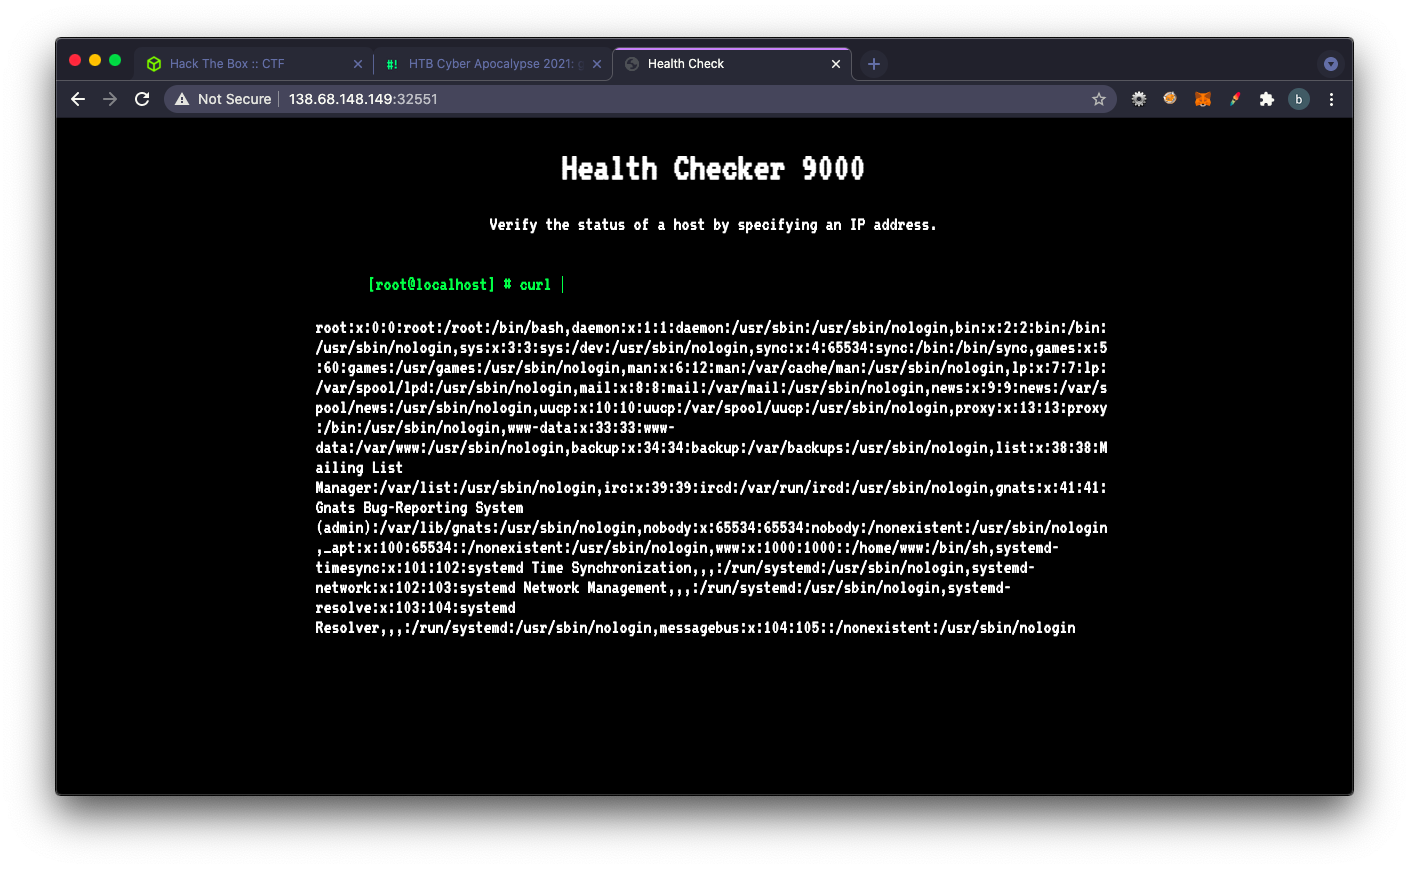 Hack The Box :: CTF
HTB Cyber Apocalypse 2021:
Health Check
Not Secure
138.68.148.149:32551
b
Health Checker 9000
Verify the status of a host by specifying an IP address.
[root@localhost] # curl
root:x:0:0:root:/root:/bin/bash,daemon:x:1:1:daemon:/usr/sbin:/usr/sbin/nologin,bin:x:2:2:bin:/bin:
/usr/sbin/nologin,sys:x:3:3:sys:/dev:/usr/sbin/nologin,sync:x:4:65534:sync:/bin:/bin/sync,games:x:5
:60:games:/usr/games:/usr/sbin/nologin,man:x:6:12:man:/var/cache/man:/usr/sbin/nologin,lp:x:7:7:lp:
/var/spool/lpd:/usr/sbin/nologin,mail:x:8:8:mail:/var/mail:/usr/sbin/nologin,news:x:9:9:news:/var/s
pool/news:/usr/sbin/nologin,uucp:x:10:10:uucp:/var/spool/uucp:/usr/sbin/nologin,proxy:x:13:13:proxy
:/bin:/usr/sbin/nologin,www-data:x:33:33:www-
data:/var/www:/usr/sbin/nologin,backup:x:34:34:backup:/var/backups:/usr/sbin/nologin,list:x:38:38:M
ailing List
Manager:/var/list:/usr/sbin/nologin,irc:x:39:39:ircd:/var/run/ircd:/usr/sbin/nologin,gnats:x:41:41:
Gnats Bug-Reporting System
(admin):/var/lib/gnats:/usr/sbin/nologin,nobody:x:65534:65534:nobody:/nonexistent:/usr/sbin/nologin
,_apt:x:100:65534::/nonexistent:/usr/sbin/nologin,www:x:1000:1000::/home/www:/bin/sh,systemd-
timesync:x:101:102:systemd Time Synchronization,,,:/run/systemd:/usr/sbin/nologin,systemd-
network:x:102:103:systemd Network Management,,,:/run/systemd:/usr/sbin/nologin,systemd-
resolve:x:103:104:systemd
Resolver,,,:/run/systemd:/usr/sbin/nologin,messagebus:x:104:105::/nonexistent:/usr/sbin/nologin